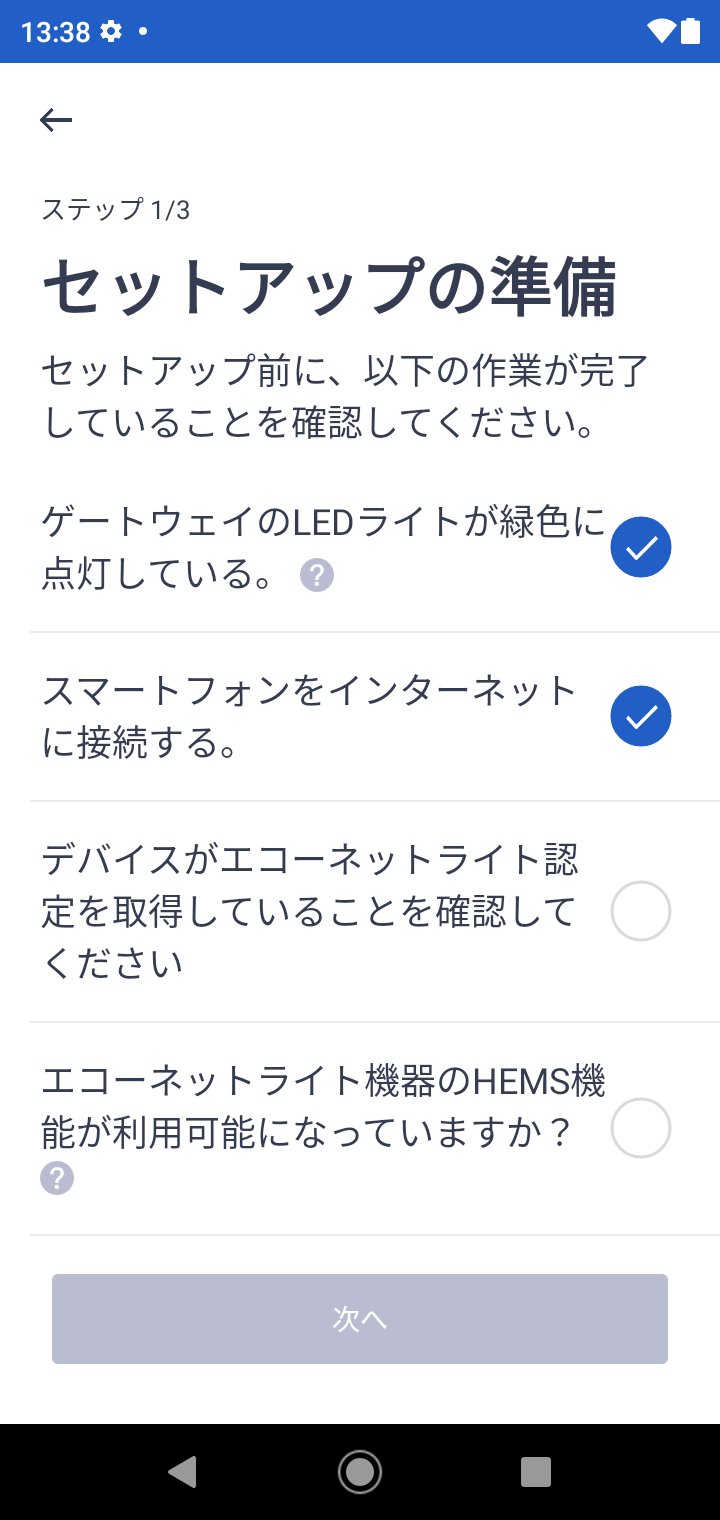 13:38
ステップ 1/3
セットアップの準備
セットアップ前に、以下の作業が完了
していることを確認してください。
ゲートウェイのLEDライトが緑色に
点灯している。 ?
スマートフォンをインターネット
に接続する。
デバイスがエコーネットライト認
定を取得していることを確認して
ください
エコーネットライト機器のHEMS機
能が利用可能になっていますか？
?
次へ